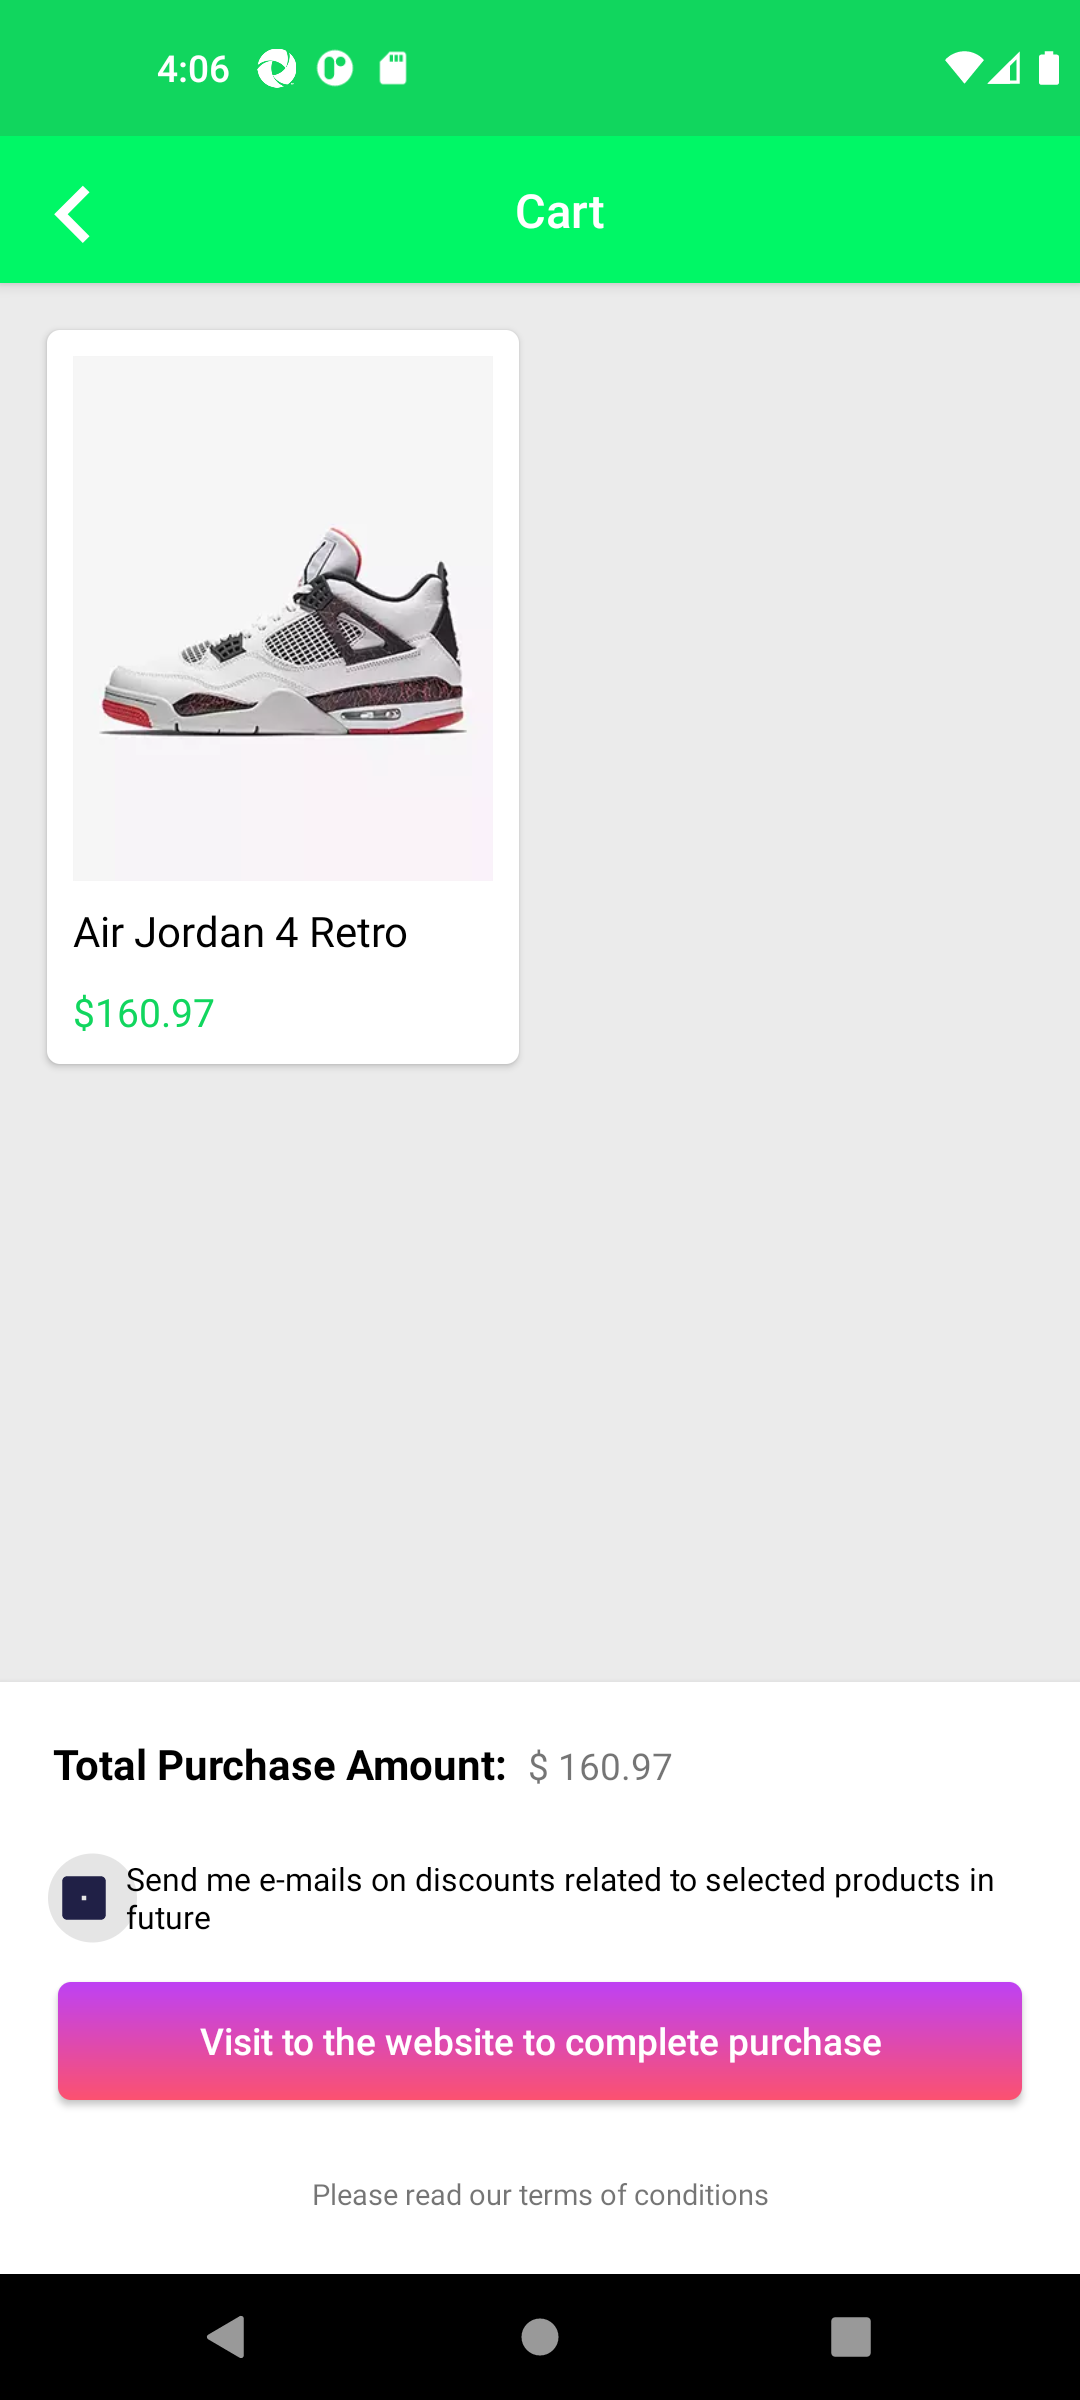 4:06
Cart
Air Jordan 4 Retro
$160.97
Total Purchase Amount: $ 160.97
Send me e-mails on discounts related to selected products in
future
Visit to the website to complete purchase
Please read our terms of conditions